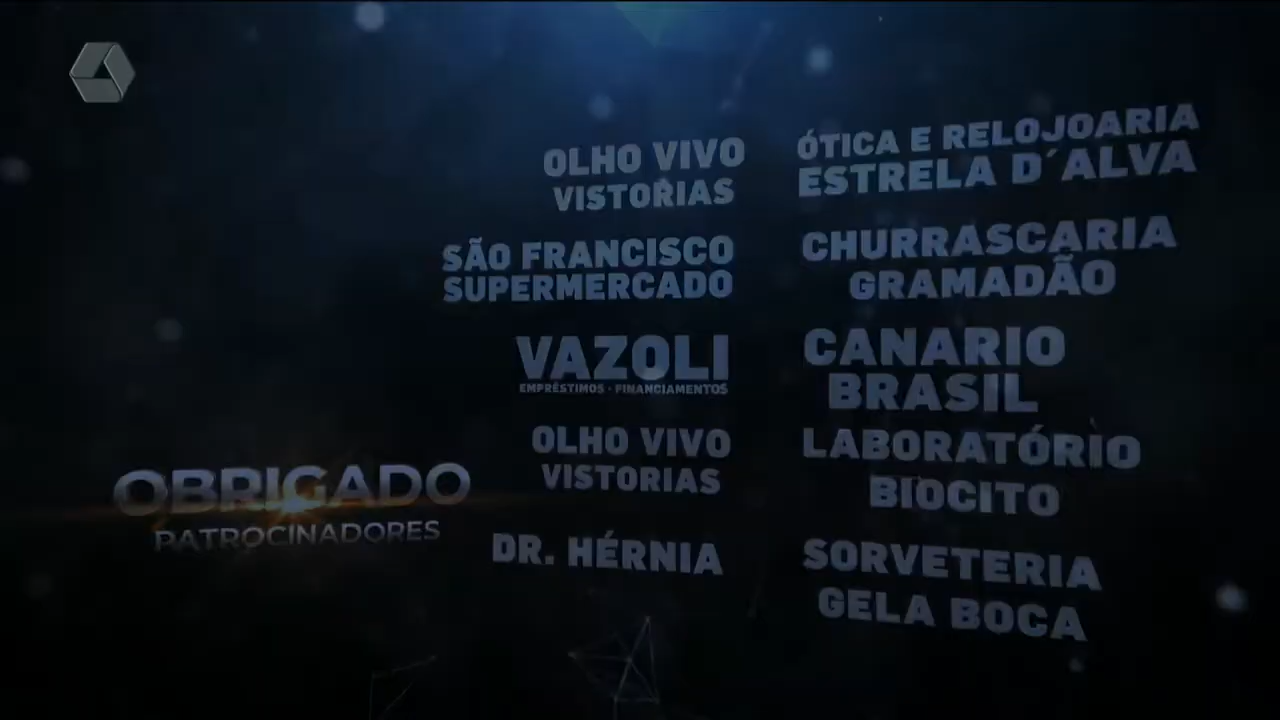 OBRIGADO
PATROCINADORES
OLHO VIVO
VISTORIAS
SÃO FRANCISCO
SUPERMERCADO
VAZOLI
EMPRÉSTIMOS - FINANCIAMENTOS
OLHO VIVO
VISTORIAS
DR. HÉRNIA
ÓTICA E RELOJOARIA
ESTRELA D´ALVA
CHURRASCARIA
GRAMADÃO
CANARIO
BRASIL
LABORATÓRIO
BIOCITO
SORVETERIA
GELA BOCA